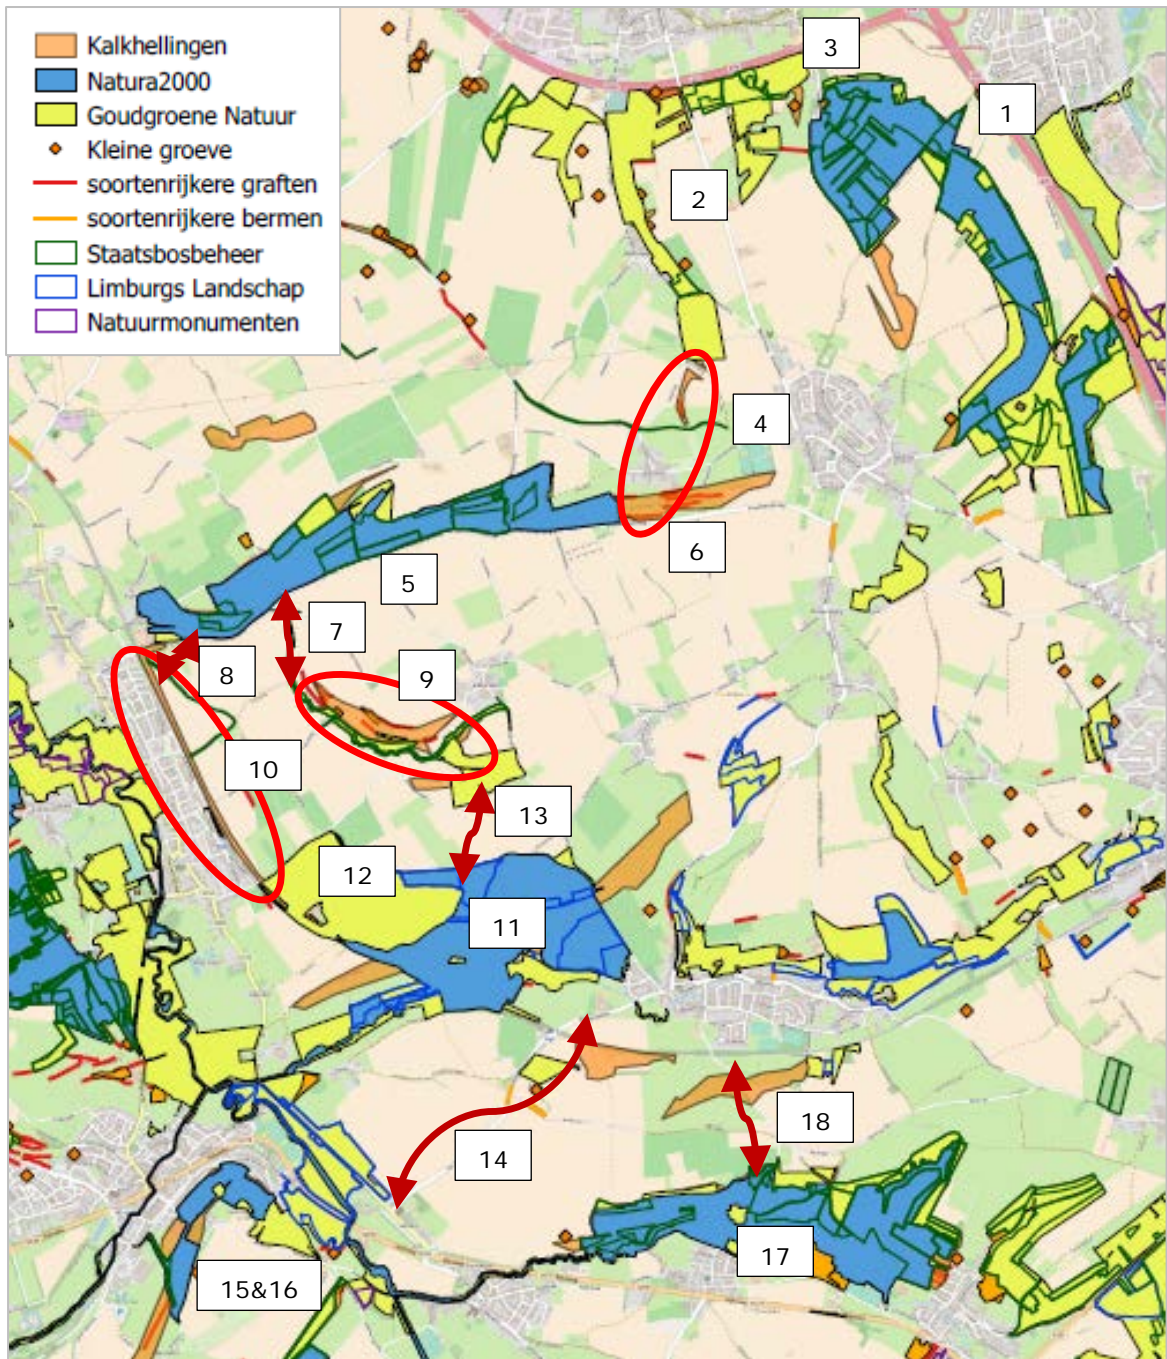 Kalkhellingen
Natura2000
Goudgroene Natuur
Kleine groeve
soortenrijkere graften
soortenrijkere bermen
Staatsbosbeheer
Limburgs Landschap
Natuurmonumenten
3
1
2
4
6
5
7
8
9
10
13
12
11
18
14
17
15&16